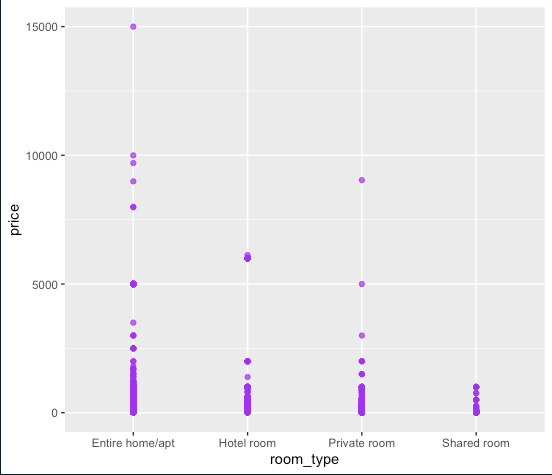 15000
10000
price
5000
0
Entire home/apt Hotel room Private room Shared room
room_type